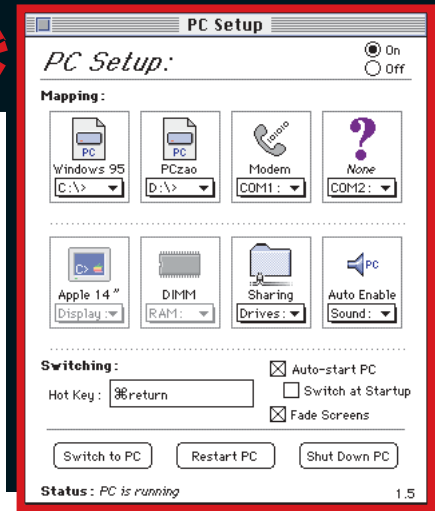 PC Setup
PC Setup:
On
Off
Mapping:
PC
PC
Windows 95
PCzao
Modem
None
C:\>
D:\>
COM1:
COM2:
PC
Apple 14"
DIMM
Sharing
Auto Enable
Display:
RAM:
Drives:
Sound:
Switching:
Auto-start PC
Hot Key: ⌘return
Switch at Startup
Fade Screens
Switch to PC
Restart PC
Shut Down PC
Status: PC is running
1.5